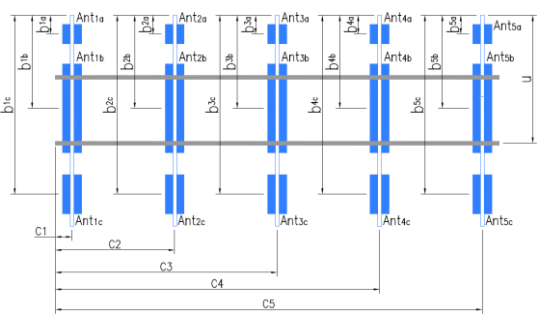 Ant1a Ant2a Ant3a Ant4a Ant5a
b1a b2a b3a b4a b5a
Ant1b Ant2b Ant3b Ant4b Ant5b
b1b b2b b3b b4b b5b
b1c b2c b3c b4c b5c
u
Ant1c Ant2c Ant3c Ant4c Ant5c
C1
C2
C3
C4
C5